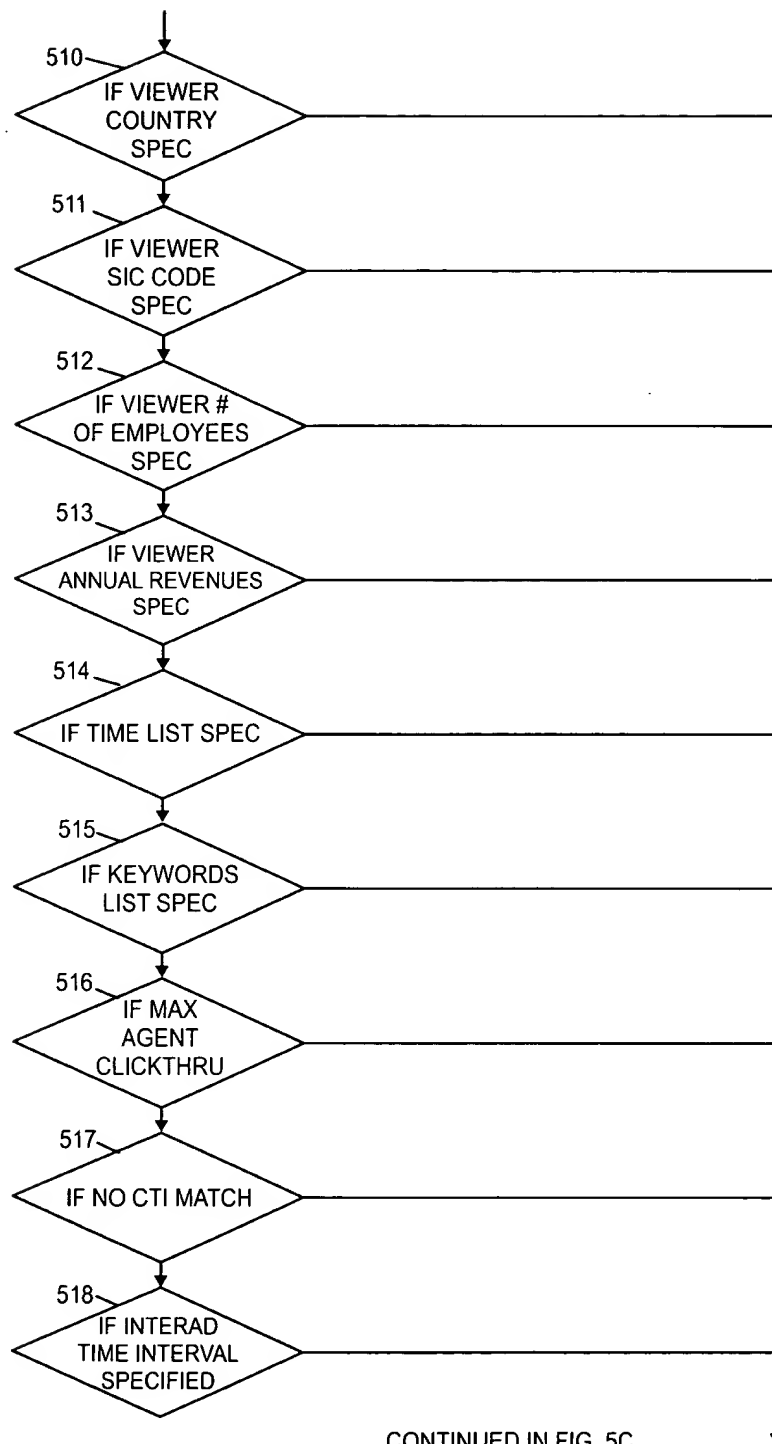 510
IF VIEWER
COUNTRY
SPEC
511
IF VIEWER
SIC CODE
SPEC
512
IF VIEWER #
OF EMPLOYEES
SPEC
513
IF VIEWER
ANNUAL REVENUES
SPEC
514
IF TIME LIST SPEC
515
IF KEYWORDS
LIST SPEC
516
IF MAX
AGENT
CLICKTHRU
517
IF NO CTI MATCH
518
IF INTERAD
TIME INTERVAL
SPECIFIED
CONTINUED IN FIG. 5C